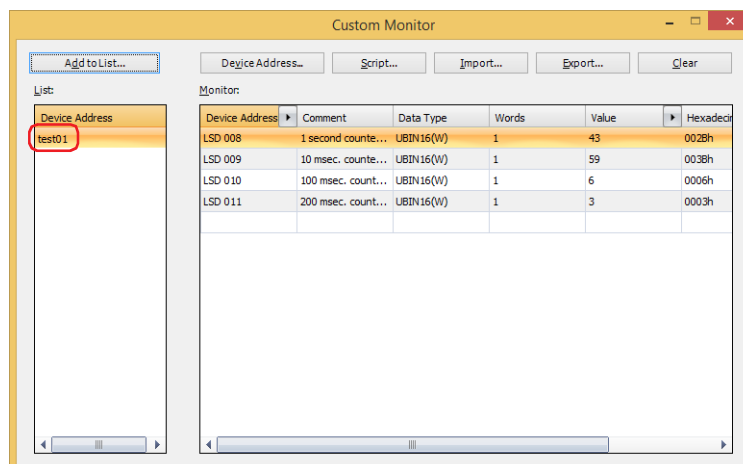 Custom Monitor
Add to List... Device Address... Script... Import... Export... Clear
List: Monitor:
Device Address Device Address Comment Data Type Words Value Hexadecir
test01 LSD 008 1 second counte... UBIN16(W) 1 43 002Bh
LSD 009 10 msec. counte... UBIN16(W) 1 59 003Bh
LSD 010 100 msec. count... UBIN16(W) 1 6 0006h
LSD 011 200 msec. count... UBIN16(W) 1 3 0003h